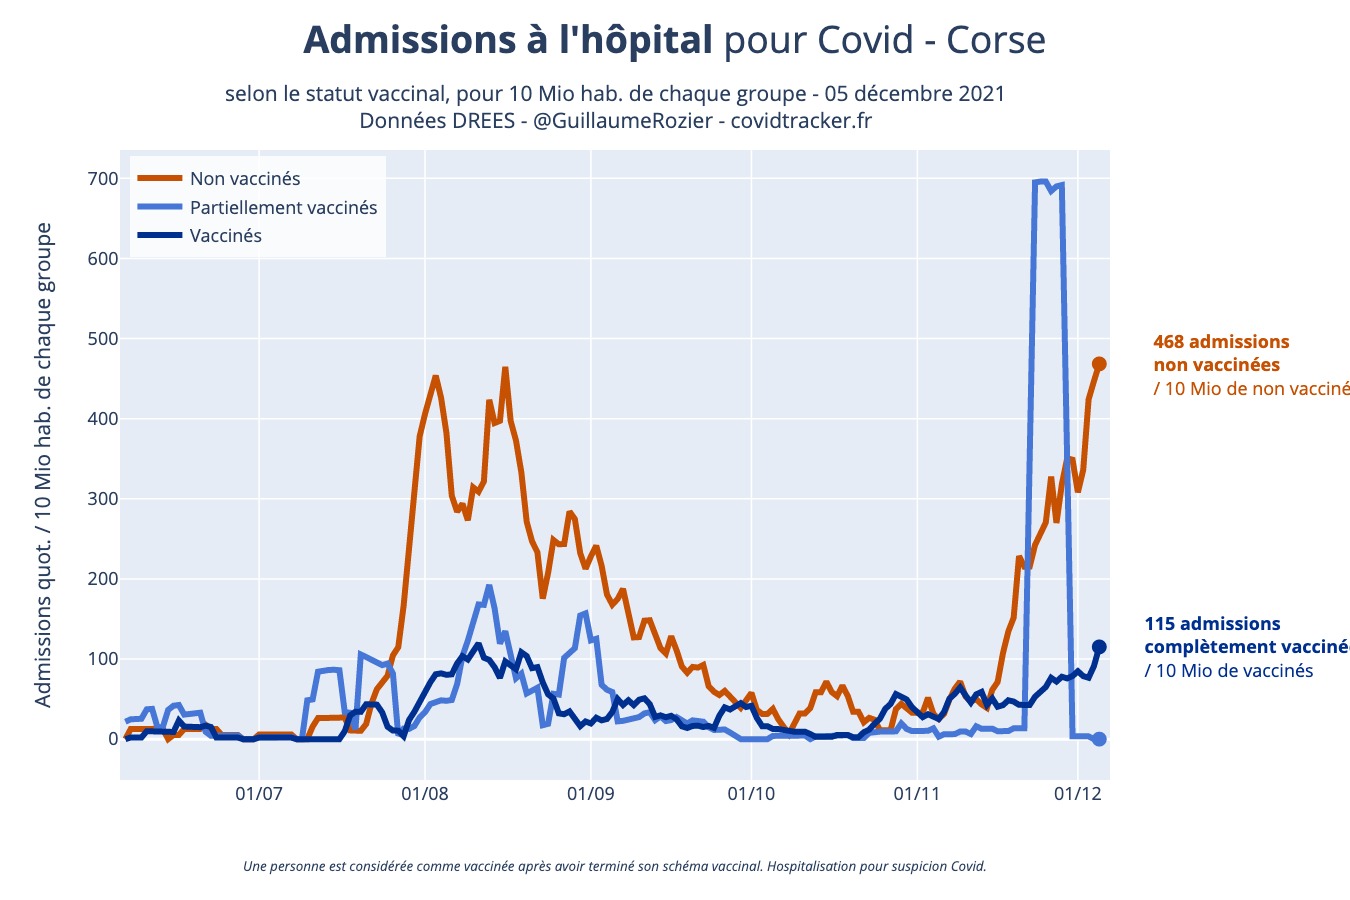 Admissions à l'hôpital pour Covid - Corse
selon le statut vaccinal, pour 10 Mio hab. de chaque groupe - 05 décembre 2021
Données DREES - @GuillaumeRozier - covidtracker.fr
Admissions quot. / 10 Mio hab. de chaque groupe
Non vaccinés
Partiellement vaccinés
Vaccinés
700
600
500
400
300
200
100
0
01/07
01/08
01/09
01/10
01/11
01/12
468 admissions
non vaccinées
/ 10 Mio de non vacciné
115 admissions
complètement vacciné
/ 10 Mio de vaccinés
Une personne est considérée comme vaccinée après avoir terminé son schéma vaccinal. Hospitalisation pour suspicion Covid.